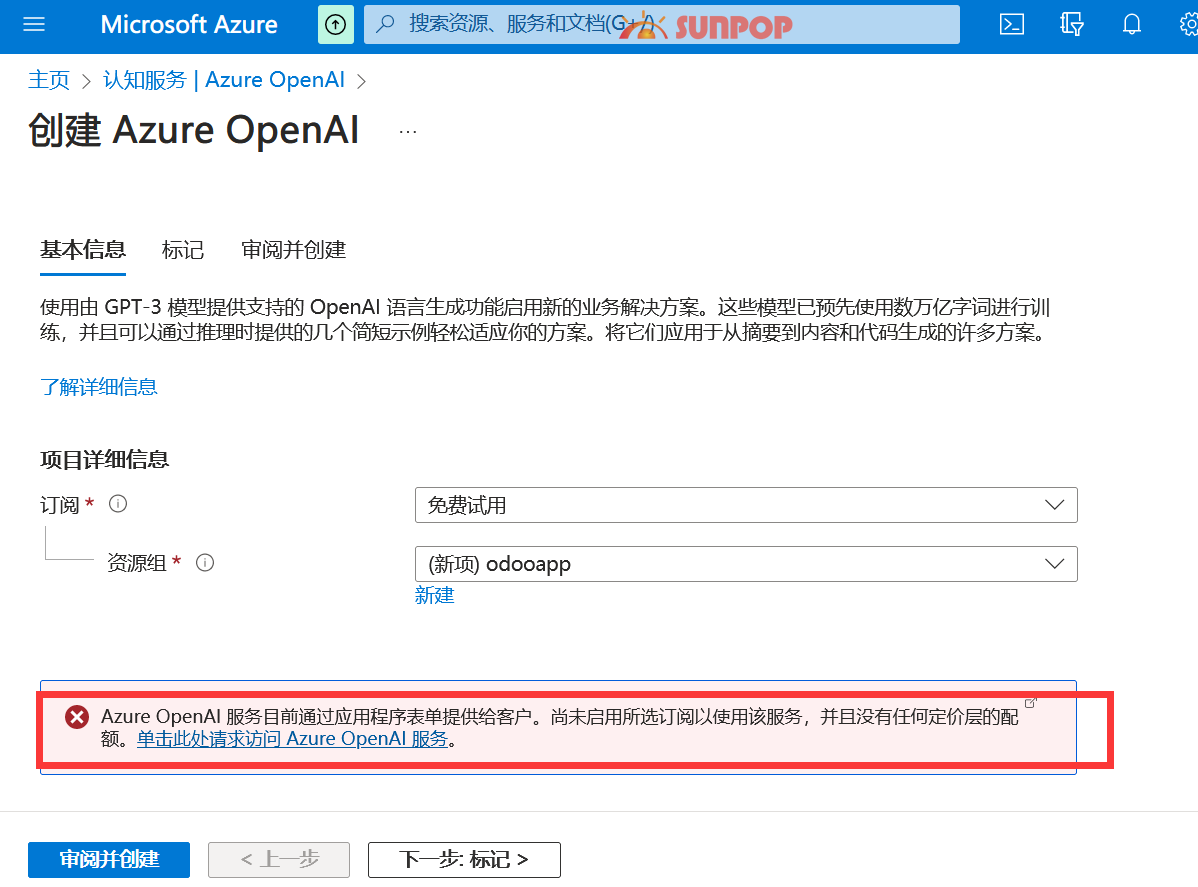 Microsoft Azure
搜索资源、服务和文档(G+/)
SUNPOP
主页 > 认知服务 | Azure OpenAI >
创建 Azure OpenAI ...
基本信息 标记 审阅并创建
使用由 GPT-3 模型提供支持的 OpenAI 语言生成功能启用新的业务解决方案。这些模型已预先使用数万亿字词进行训
练，并且可以通过推理时提供的几个简短示例轻松适应你的方案。将它们应用于从摘要到内容和代码生成的许多方案。
了解详细信息
项目详细信息
订阅 *
免费试用
资源组 *
(新项) odooapp
新建
Azure OpenAI 服务目前通过应用程序表单提供给客户。尚未启用所选订阅以使用该服务，并且没有任何定价层的配
额。单击此处请求访问 Azure OpenAI 服务。
审阅并创建 < 上一步 下一步: 标记 >